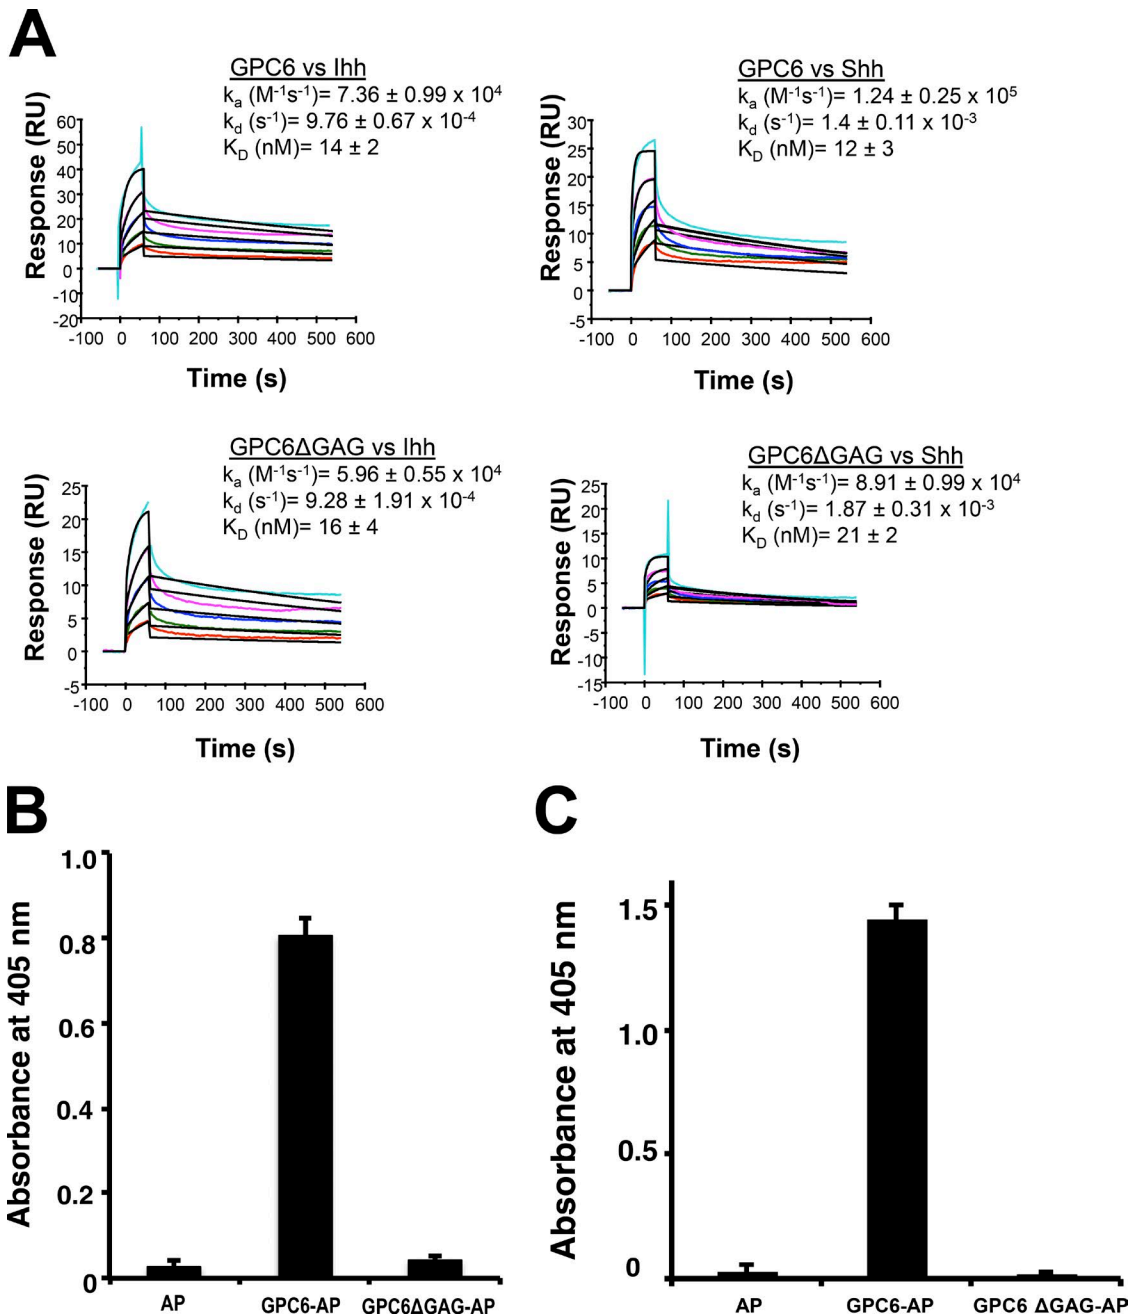 A
GPC6 vs Ihh
kₐ (M⁻¹s⁻¹)= 7.36 ± 0.99 x 10⁴
k_d (s⁻¹)= 9.76 ± 0.67 x 10⁻⁴
K_D (nM)= 14 ± 2
Response (RU)
60
50
40
30
20
10
0
-10
-20
-100 0 100 200 300 400 500 600
Time (s)
GPC6 vs Shh
kₐ (M⁻¹s⁻¹)= 1.24 ± 0.25 x 10⁵
k_d (s⁻¹)= 1.4 ± 0.11 x 10⁻³
K_D (nM)= 12 ± 3
Response (RU)
30
25
20
15
10
5
0
-5
-100 0 100 200 300 400 500 600
Time (s)
GPC6ΔGAG vs Ihh
kₐ (M⁻¹s⁻¹)= 5.96 ± 0.55 x 10⁴
k_d (s⁻¹)= 9.28 ± 1.91 x 10⁻⁴
K_D (nM)= 16 ± 4
Response (RU)
25
20
15
10
5
0
-5
-100 0 100 200 300 400 500 600
Time (s)
GPC6ΔGAG vs Shh
kₐ (M⁻¹s⁻¹)= 8.91 ± 0.99 x 10⁴
k_d (s⁻¹)= 1.87 ± 0.31 x 10⁻³
K_D (nM)= 21 ± 2
Response (RU)
25
20
15
10
5
0
-5
-10
-15
-100 0 100 200 300 400 500 600
Time (s)
B
Absorbance at 405 nm
1.0
0.8
0.6
0.4
0.2
0
AP GPC6-AP GPC6ΔGAG-AP
C
Absorbance at 405 nm
1.5
1.0
0.5
0
AP GPC6-AP GPC6 ΔGAG-AP